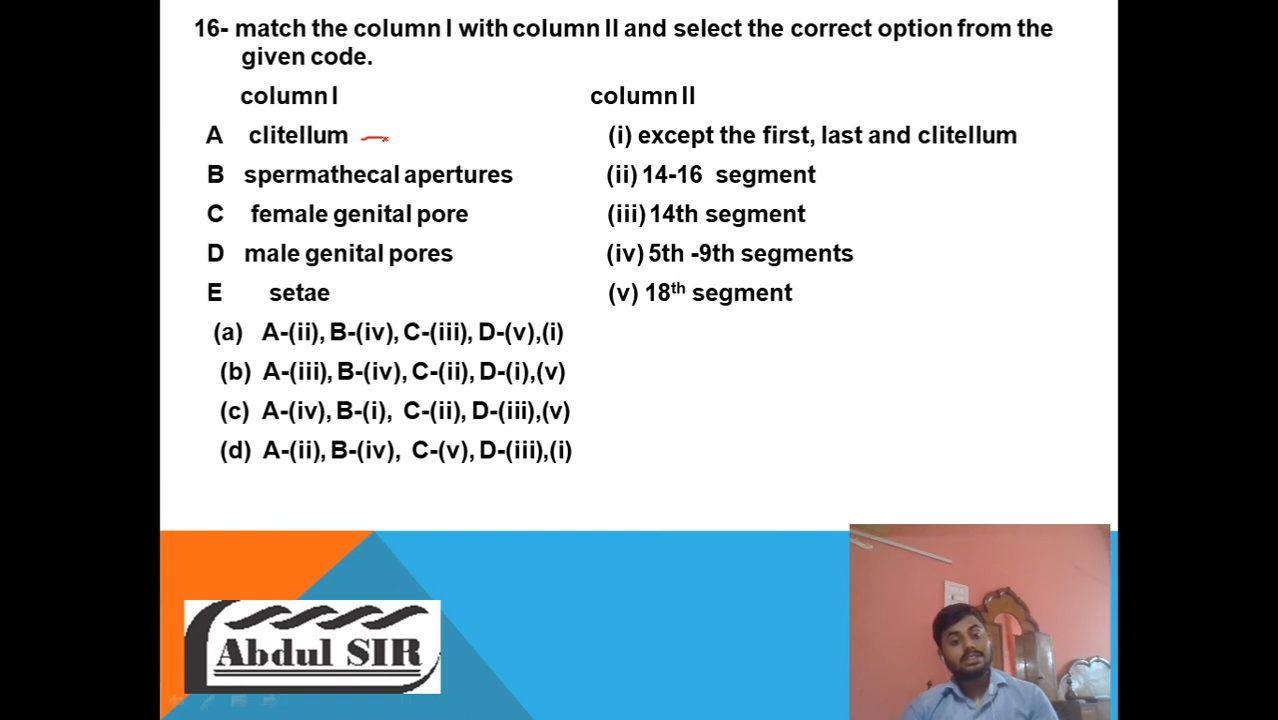 16- match the column I with column II and select the correct option from the
given code.
column I column II
A clitellum (i) except the first, last and clitellum
B spermathecal apertures (ii) 14-16 segment
C female genital pore (iii) 14th segment
D male genital pores (iv) 5th -9th segments
E setae (v) 18th segment
(a) A-(ii), B-(iv), C-(iii), D-(v),(i)
(b) A-(iii), B-(iv), C-(ii), D-(i),(v)
(c) A-(iv), B-(i), C-(ii), D-(iii),(v)
(d) A-(ii), B-(iv), C-(v), D-(iii),(i)
Abdul SIR